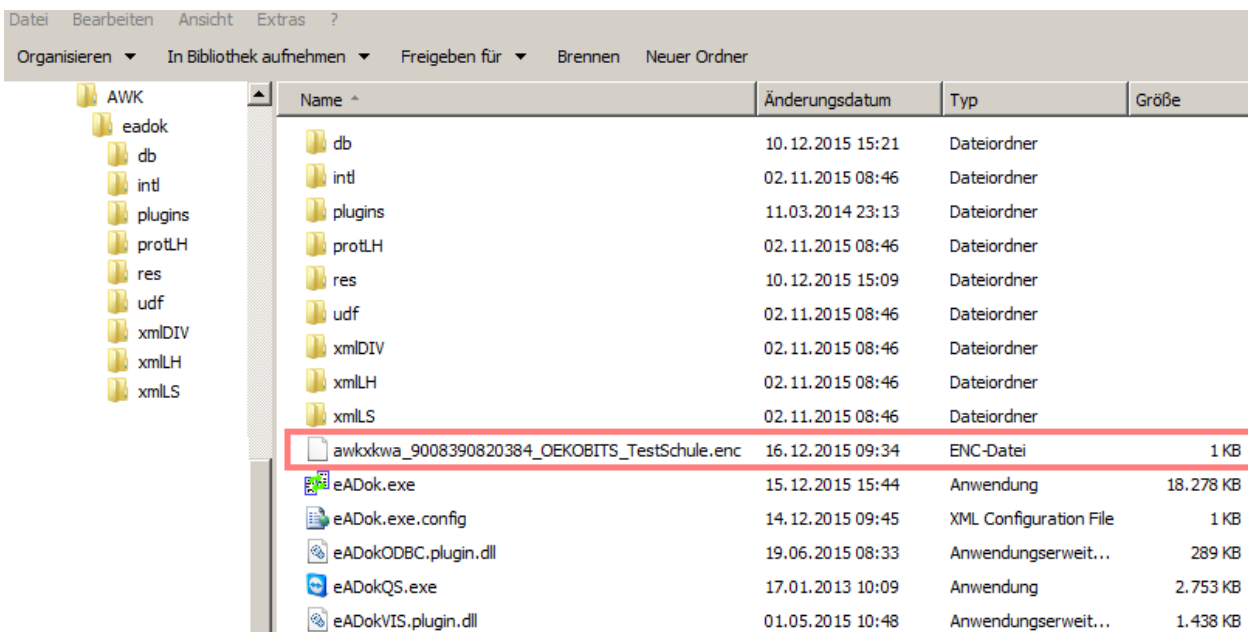 Datei Bearbeiten Ansicht Extras ?
Organisieren In Bibliothek aufnehmen Freigeben für Brennen Neuer Ordner
AWK
eadok
db
intl
plugins
protLH
res
udf
xmlDIV
xmlLH
xmlLS
Name Änderungsdatum Typ Größe
db 10.12.2015 15:21 Dateiordner
intl 02.11.2015 08:46 Dateiordner
plugins 11.03.2014 23:13 Dateiordner
protLH 02.11.2015 08:46 Dateiordner
res 10.12.2015 15:09 Dateiordner
udf 02.11.2015 08:46 Dateiordner
xmlDIV 02.11.2015 08:46 Dateiordner
xmlLH 02.11.2015 08:46 Dateiordner
xmlLS 02.11.2015 08:46 Dateiordner
awkxkwa_9008390820384_OEKOBITS_TestSchule.enc 16.12.2015 09:34 ENC-Datei 1 KB
eADok.exe 15.12.2015 15:44 Anwendung 18.278 KB
eADok.exe.config 14.12.2015 09:45 XML Configuration File 1 KB
eADokODBC.plugin.dll 19.06.2015 08:33 Anwendungserweit... 289 KB
eADokQS.exe 17.01.2013 10:09 Anwendung 2.753 KB
eADokVIS.plugin.dll 01.05.2015 10:48 Anwendungserweit... 1.438 KB